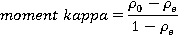 moment kappa = (ρ₀ − ρₑ) / (1 − ρₑ)